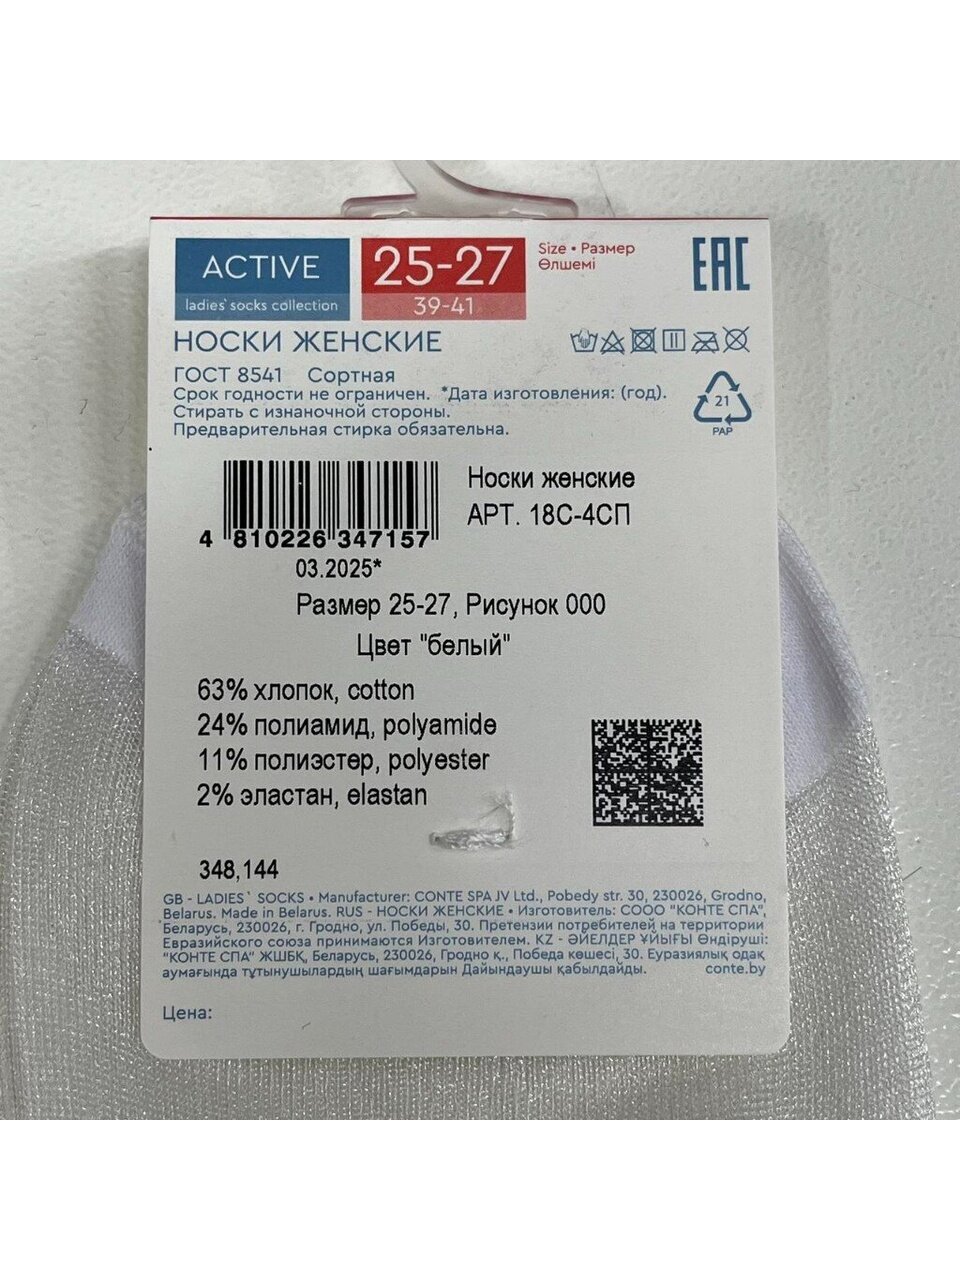 ACTIVE
ladies' socks collection
25-27
39-41
Size • Размер
Өлшемі
EAC
НОСКИ ЖЕНСКИЕ
ГОСТ 8541 Сортная
Срок годности не ограничен. *Дата изготовления: (год).
Стирать с изнаночной стороны.
Предварительная стирка обязательна.
21
PAP
4 810226 347157
03.2025*
Носки женские
АРТ. 18С-4СП
Размер 25-27, Рисунок 000
Цвет "белый"
63% хлопок, cotton
24% полиамид, polyamide
11% полиэстер, polyester
2% эластан, elastan
348,144
GB - LADIES` SOCKS • Manufacturer: CONTE SPA JV Ltd., Pobedy str. 30, 230026, Grodno,
Belarus. Made in Belarus. RUS - НОСКИ ЖЕНСКИЕ • Изготовитель: СООО "КОНТЕ СПА",
Беларусь, 230026, г. Гродно, ул. Победы, 30. Претензии потребителей на территории
Евразийского союза принимаются Изготовителем. KZ - ӘЙЕЛДЕР ҰЙЫҒЫ Өндіруші:
"КОНТЕ СПА" ЖШБҚ, Беларусь, 230026, Гродно қ., Победа көшесі, 30. Еуразиялық одақ
аумағында тұтынушылардың шағымдарын Дайындаушы қабылдайды. conte.by
Цена: